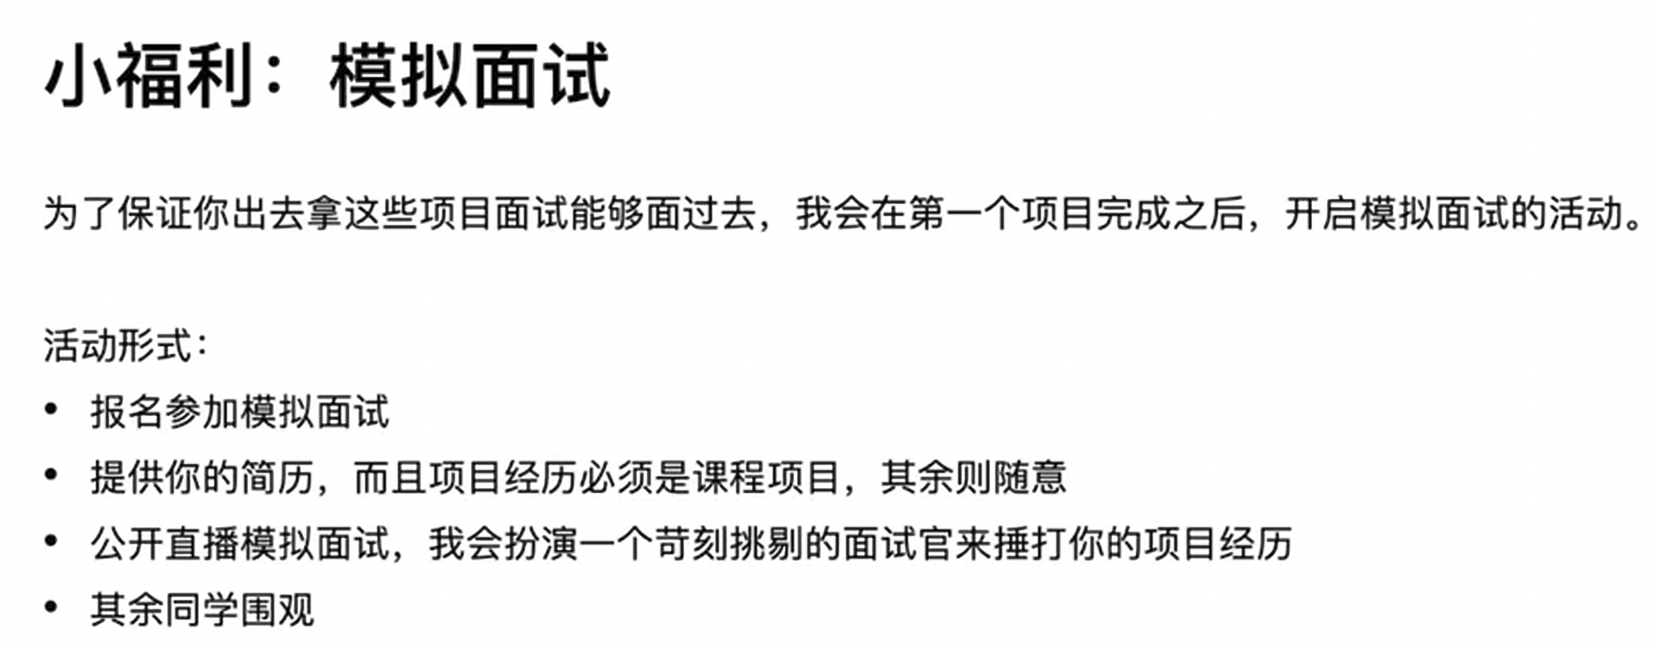 小福利：模拟面试
为了保证你出去拿这些项目面试能够面过去，我会在第一个项目完成之后，开启模拟面试的活动。
活动形式：
• 报名参加模拟面试
• 提供你的简历，而且项目经历必须是课程项目，其余则随意
• 公开直播模拟面试，我会扮演一个苛刻挑剔的面试官来捶打你的项目经历
• 其余同学围观